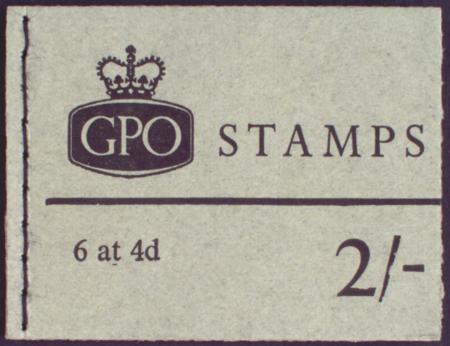 GPO STAMPS
6 at 4d
2/-